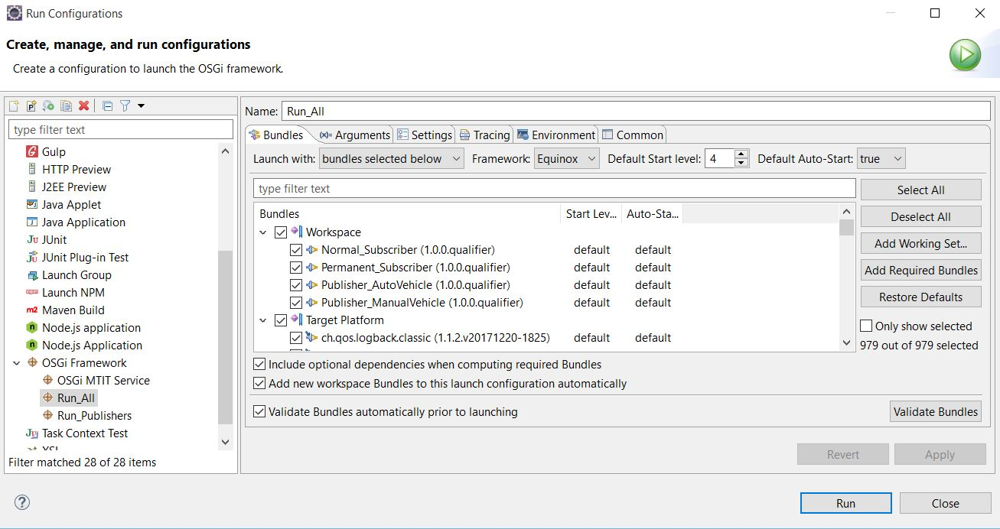 Run Configurations
Create, manage, and run configurations
Create a configuration to launch the OSGi framework.
type filter text
Gulp
HTTP Preview
J2EE Preview
Java Applet
Java Application
JUnit
JUnit Plug-in Test
Launch Group
Launch NPM
Maven Build
Node.js application
Node.js Application
OSGi Framework
OSGi MTIT Service
Run_All
Run_Publishers
Task Context Test
XSL
Filter matched 28 of 28 items
Name: Run_All
Bundles (x)= Arguments Settings Tracing Environment Common
Launch with: bundles selected below Framework: Equinox Default Start level: 4 Default Auto-Start: true
type filter text
Bundles Start Lev... Auto-Sta...
Workspace
Normal_Subscriber (1.0.0.qualifier) default default
Permanent_Subscriber (1.0.0.qualifier) default default
Publisher_AutoVehicle (1.0.0.qualifier) default default
Publisher_ManualVehicle (1.0.0.qualifier) default default
Target Platform
ch.qos.logback.classic (1.1.2.v20171220-1825) default default
Select All
Deselect All
Add Working Set...
Add Required Bundles
Restore Defaults
Only show selected
979 out of 979 selected
Include optional dependencies when computing required Bundles
Add new workspace Bundles to this launch configuration automatically
Validate Bundles automatically prior to launching
Validate Bundles
Revert Apply
Run Close